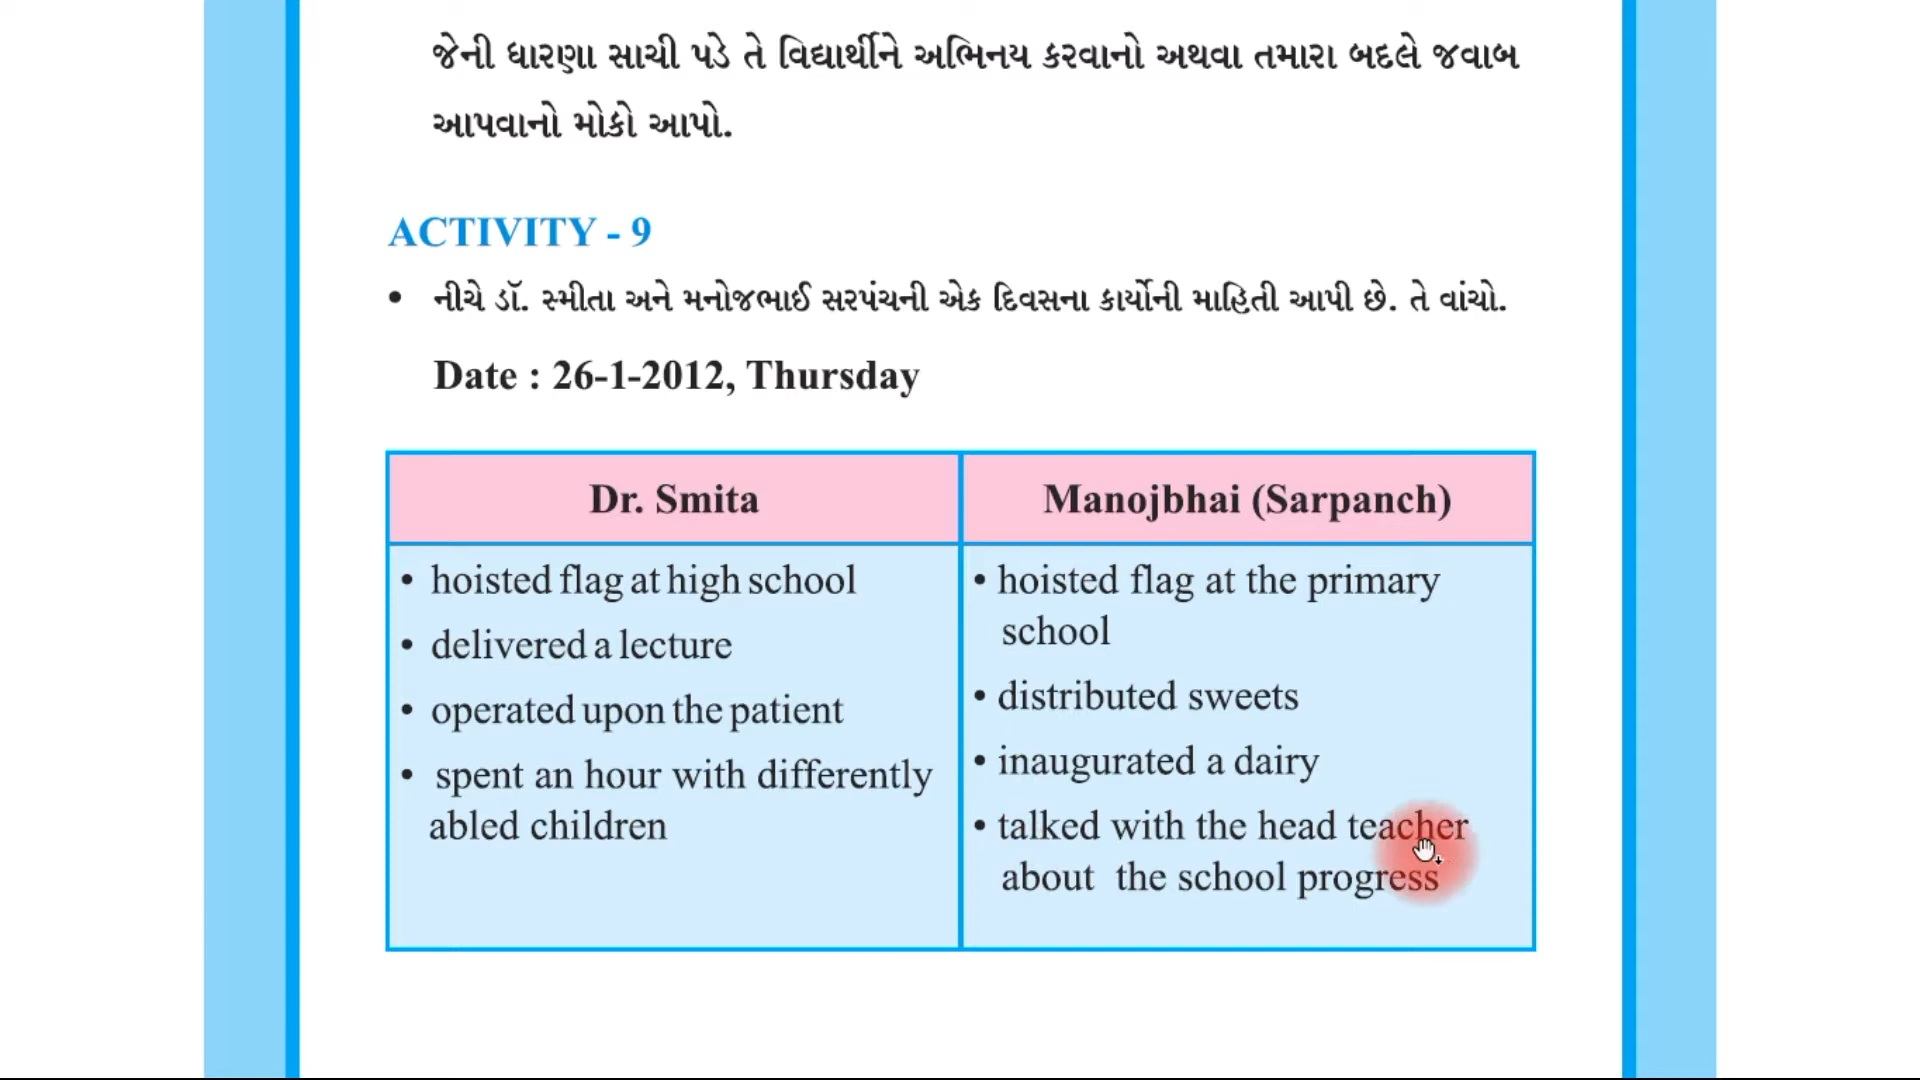 જેની ધારણા સાચી પડે તે વિદ્યાર્થીને અભિનય કરવાનો અથવા તમારા બદલે જવાબ
આપવાનો મોકો આપો.
ACTIVITY - 9
• નીચે ડૉ. સ્મીતા અને મનોજભાઈ સરપંચની એક દિવસના કાર્યોની માહિતી આપી છે. તે વાંચો.
Date : 26-1-2012, Thursday
Dr. Smita
• hoisted flag at high school
• delivered a lecture
• operated upon the patient
• spent an hour with differently
abled children
Manojbhai (Sarpanch)
• hoisted flag at the primary
school
• distributed sweets
• inaugurated a dairy
• talked with the head teacher
about the school progress